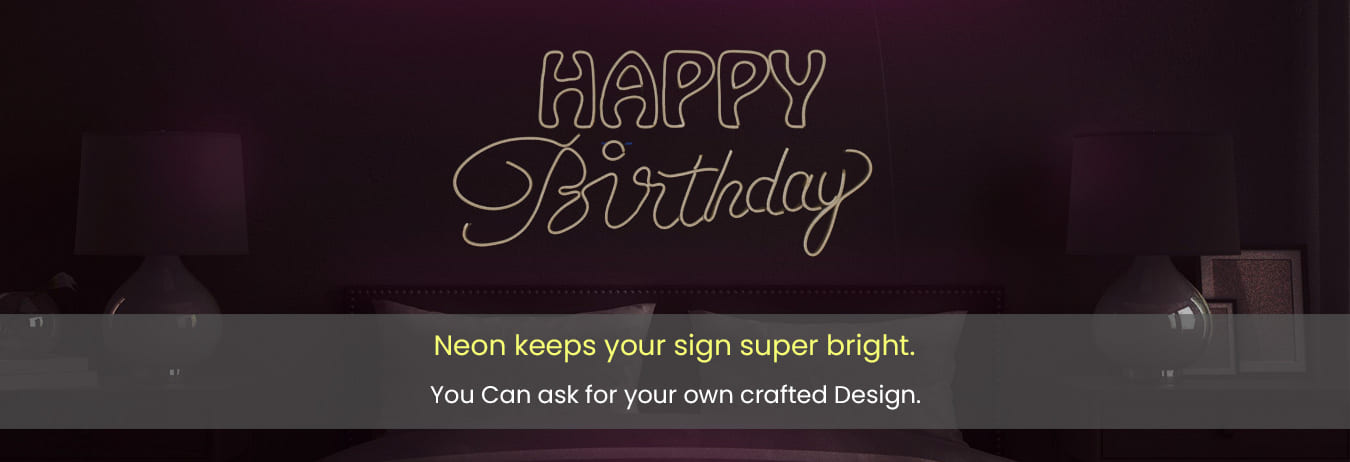 HAPPY
Birthday
Neon keeps your sign super bright.
You Can ask for your own crafted Design.